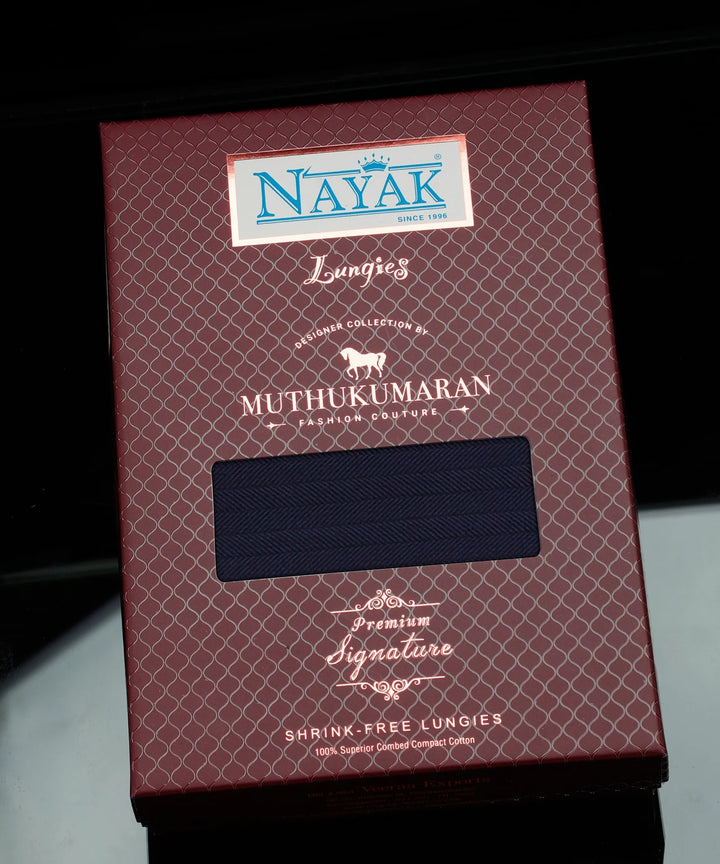 NAYAK®
SINCE 1996
Lungies
DESIGNER COLLECTION BY
MUTHUKUMARAN
FASHION COUTURE
Premium
Signature
SHRINK-FREE LUNGIES
100% Superior Combed Compact Cotton